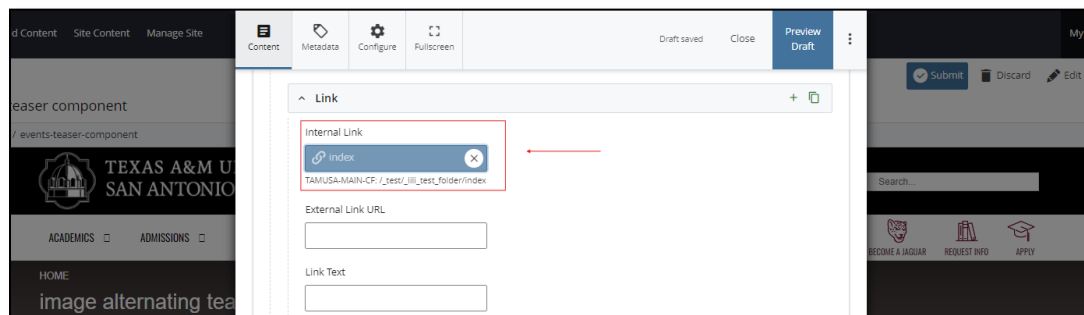 d Content Site Content Manage Site
Content Metadata Configure Fullscreen
Draft saved Close Preview Draft
My
Submit Discard Edit
easer component
/ events-teaser-component
Link
Internal Link
index
TAMUSA-MAIN-CF: /_test/_lili_test_folder/index
External Link URL
Link Text
TEXAS A&M U
SAN ANTONIO
Search...
ACADEMICS ADMISSIONS
BECOME A JAGUAR REQUEST INFO APPLY
HOME
image alternating tea